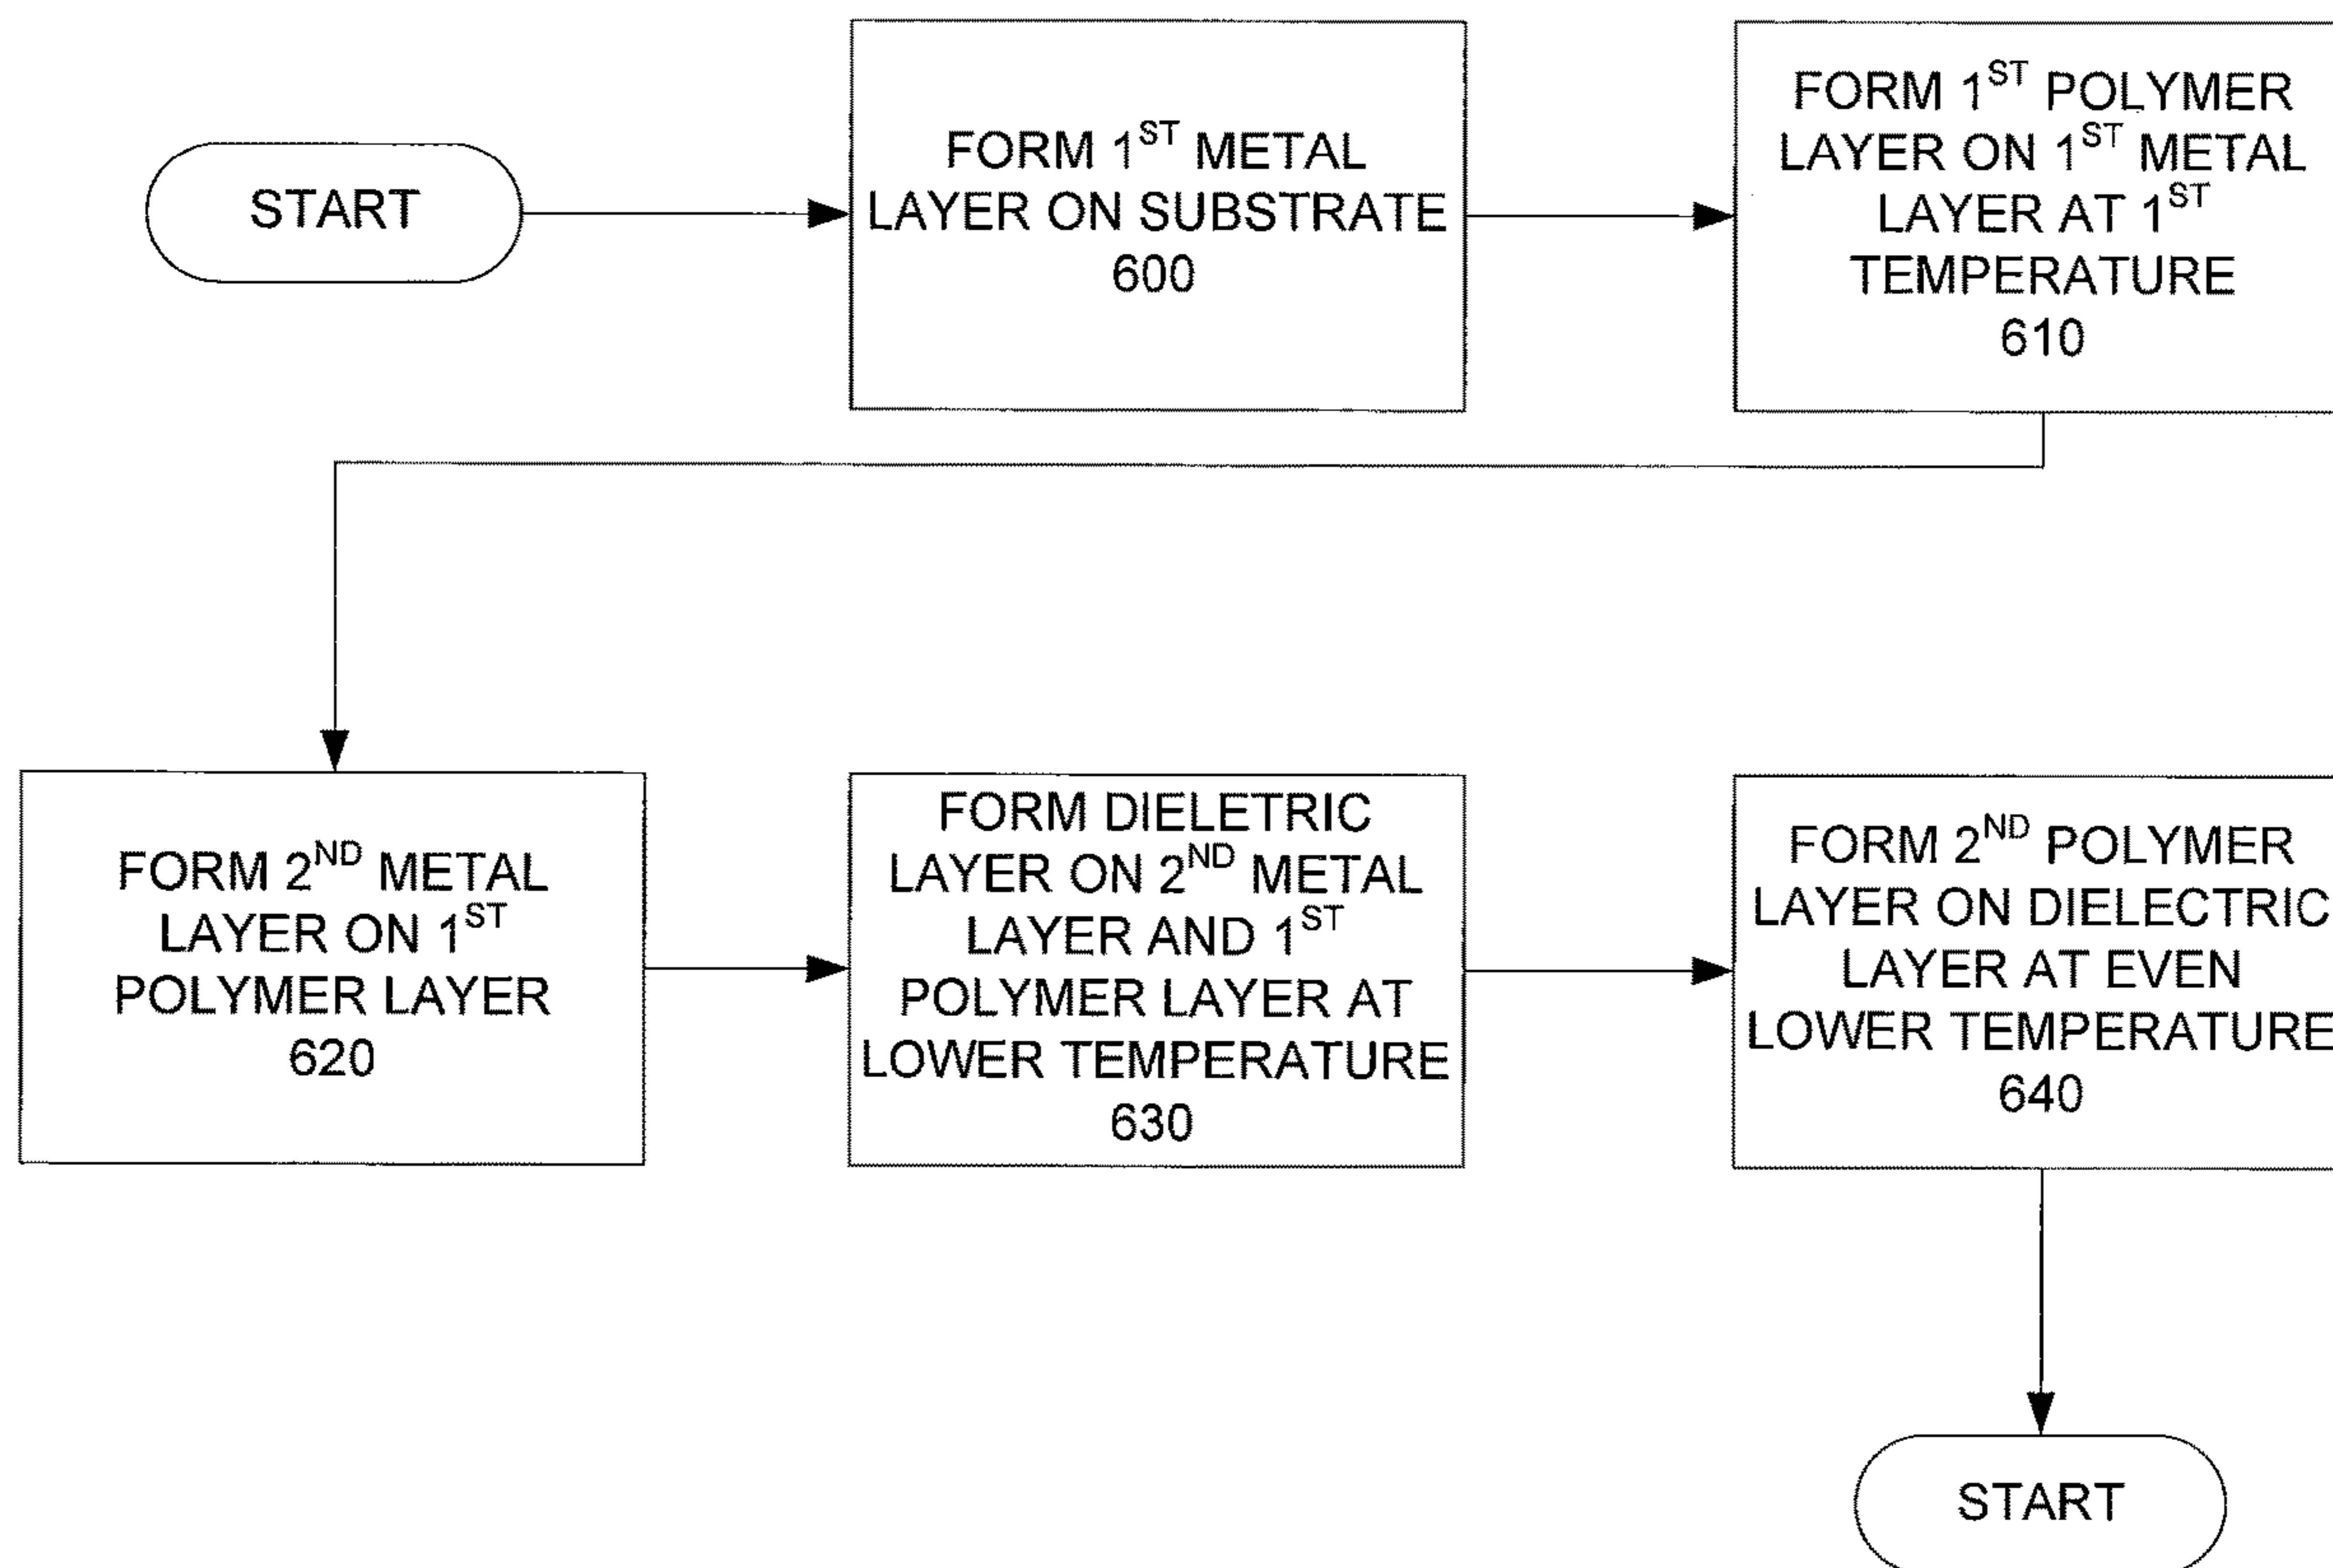 START
FORM 1ST METAL
LAYER ON SUBSTRATE
600
FORM 1ST POLYMER
LAYER ON 1ST METAL
LAYER AT 1ST
TEMPERATURE
610
FORM 2ND METAL
LAYER ON 1ST
POLYMER LAYER
620
FORM DIELETRIC
LAYER ON 2ND METAL
LAYER AND 1ST
POLYMER LAYER AT
LOWER TEMPERATURE
630
FORM 2ND POLYMER
LAYER ON DIELECTRIC
LAYER AT EVEN
LOWER TEMPERATURE
640
START